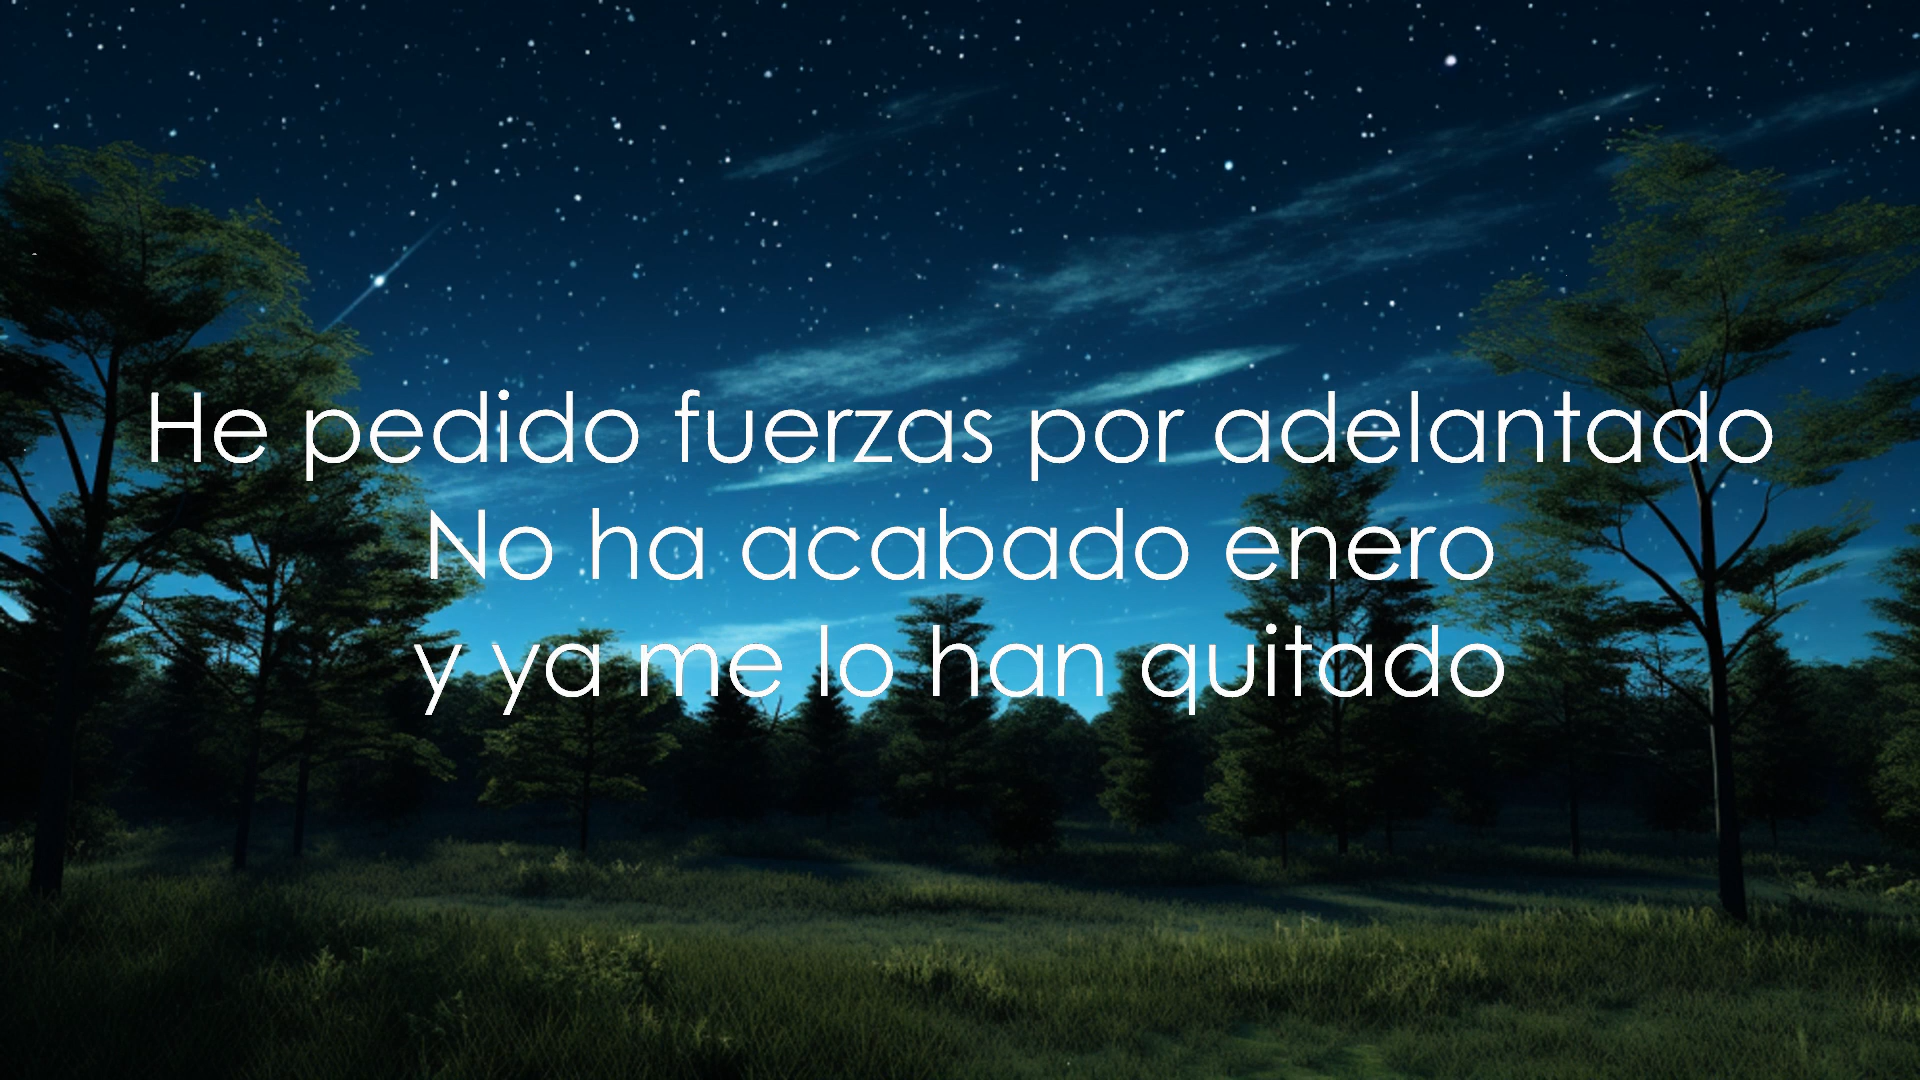 He pedido fuerzas por adelantado
No ha acabado enero
y ya me lo han quitado